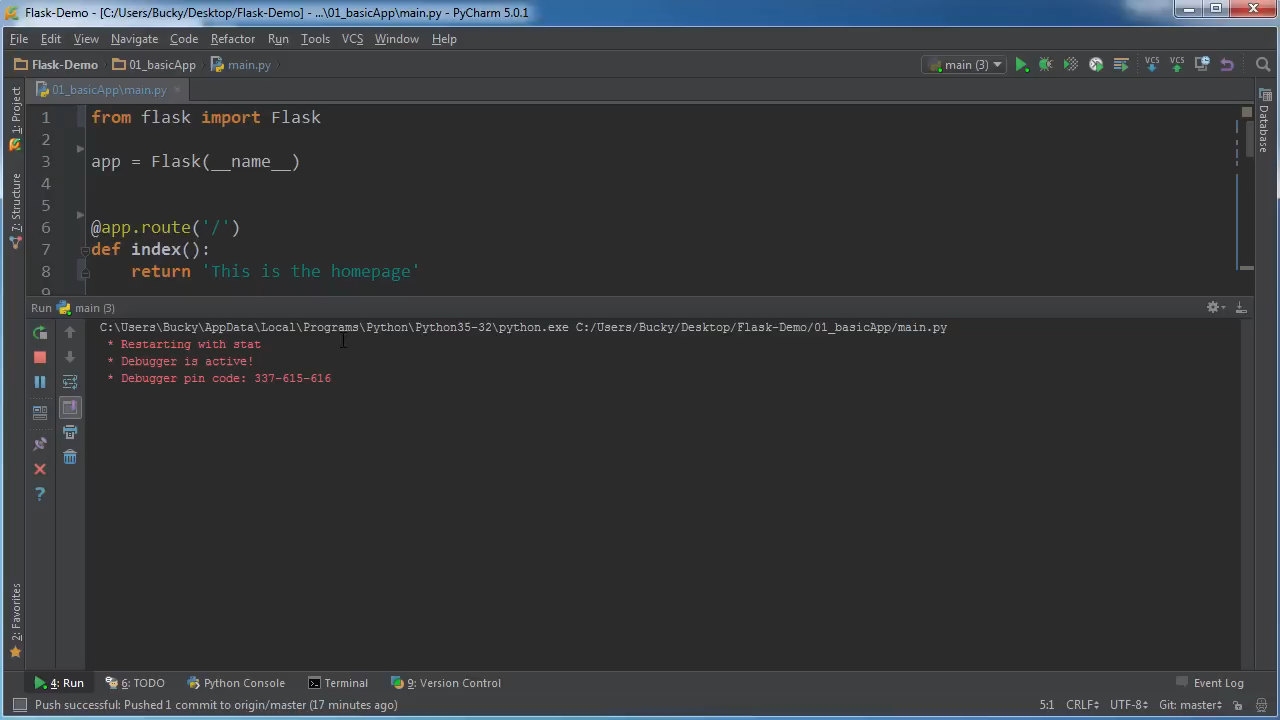 Flask-Demo - [C:/Users/Bucky/Desktop/Flask-Demo] - ...\01_basicApp\main.py - PyCharm 5.0.1
File Edit View Navigate Code Refactor Run Tools VCS Window Help
Flask-Demo 01_basicApp main.py main (3) VCS VCS
1: Project
7: Structure
2: Favorites
Database
01_basicApp\main.py
1 from flask import Flask
2
3 app = Flask(__name__)
4
5
6 @app.route('/')
7 def index():
8 return 'This is the homepage'
9
Run main (3)
C:\Users\Bucky\AppData\Local\Programs\Python\Python35-32\python.exe C:/Users/Bucky/Desktop/Flask-Demo/01_basicApp/main.py
* Restarting with stat
* Debugger is active!
* Debugger pin code: 337-615-616
4: Run 6: TODO Python Console Terminal 9: Version Control Event Log
Push successful: Pushed 1 commit to origin/master (17 minutes ago) 5:1 CRLF UTF-8 Git: master